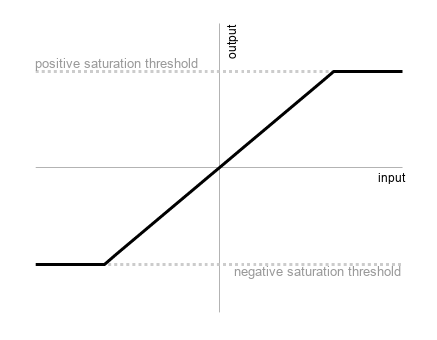 output
positive saturation threshold
input
negative saturation threshold